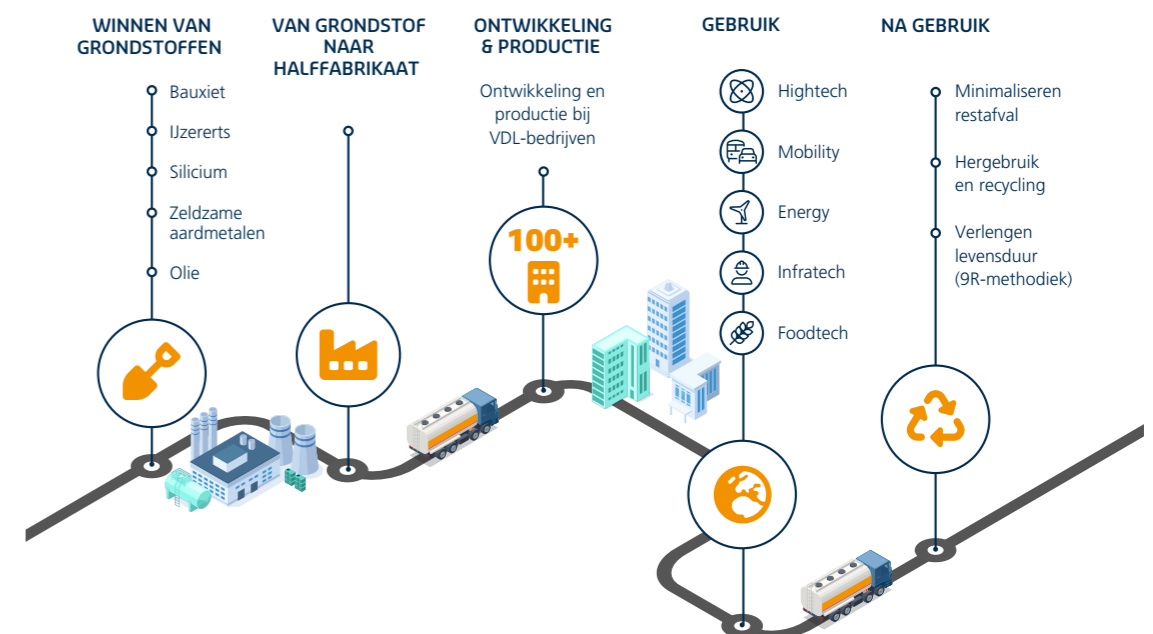 WINNEN VAN
GRONDSTOFFEN
Bauxiet
IJzererts
Silicium
Zeldzame
aardmetalen
Olie
VAN GRONDSTOF
NAAR
HALFFABRIKAAT
ONTWIKKELING
& PRODUCTIE
Ontwikkeling en
productie bij
VDL-bedrijven
100+
GEBRUIK
Hightech
Mobility
Energy
Infratech
Foodtech
NA GEBRUIK
Minimaliseren
restafval
Hergebruik
en recycling
Verlengen
levensduur
(9R-methodiek)